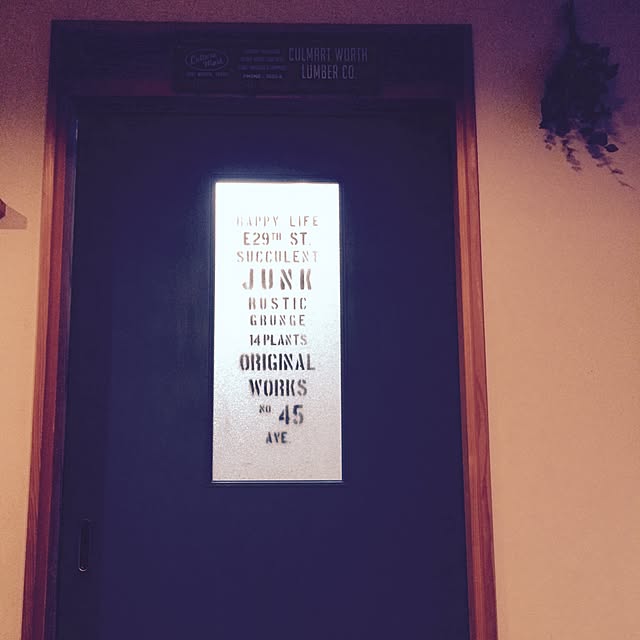 CULMART WORTH
LUMBER CO.
HAPPY LIFE
E29TH ST.
SUCCULENT
JUNK
RUSTIC
GRUNGE
14 PLANTS
ORIGINAL
WORKS
NO 45
AVE.